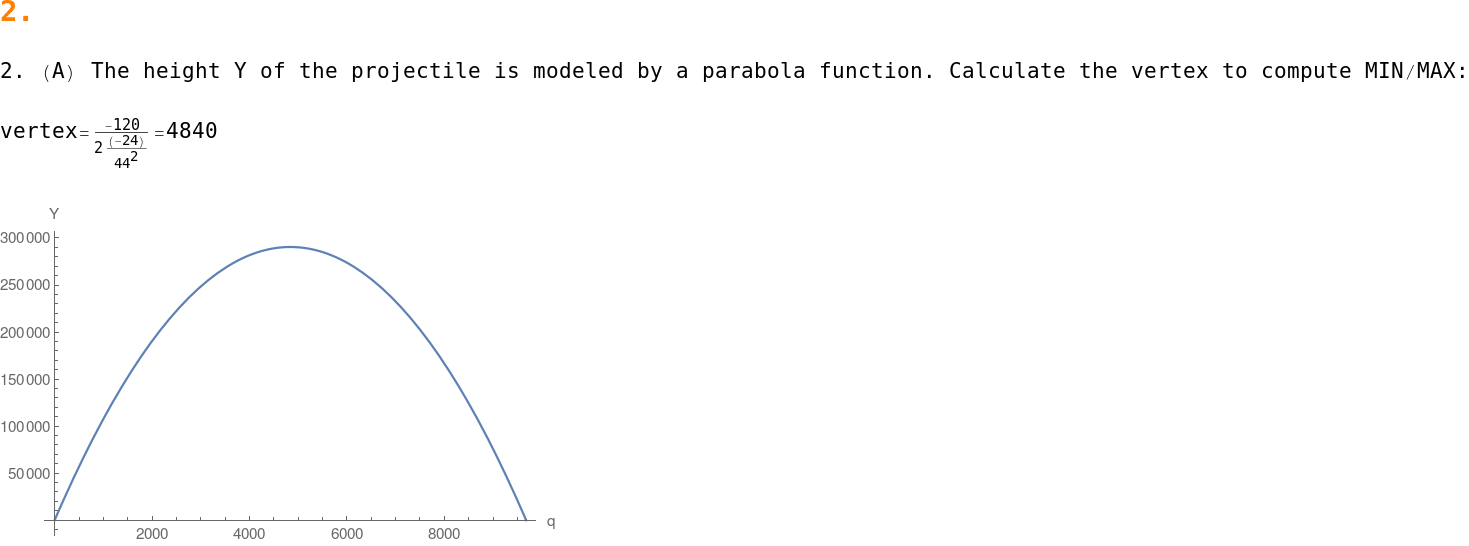 2.
2. (A) The height Y of the projectile is modeled by a parabola function. Calculate the vertex to compute MIN/MAX:
vertex= -120 / (2 (-24)/44^2) =4840
Y
300 000
250 000
200 000
150 000
100 000
50 000
2000 4000 6000 8000 q